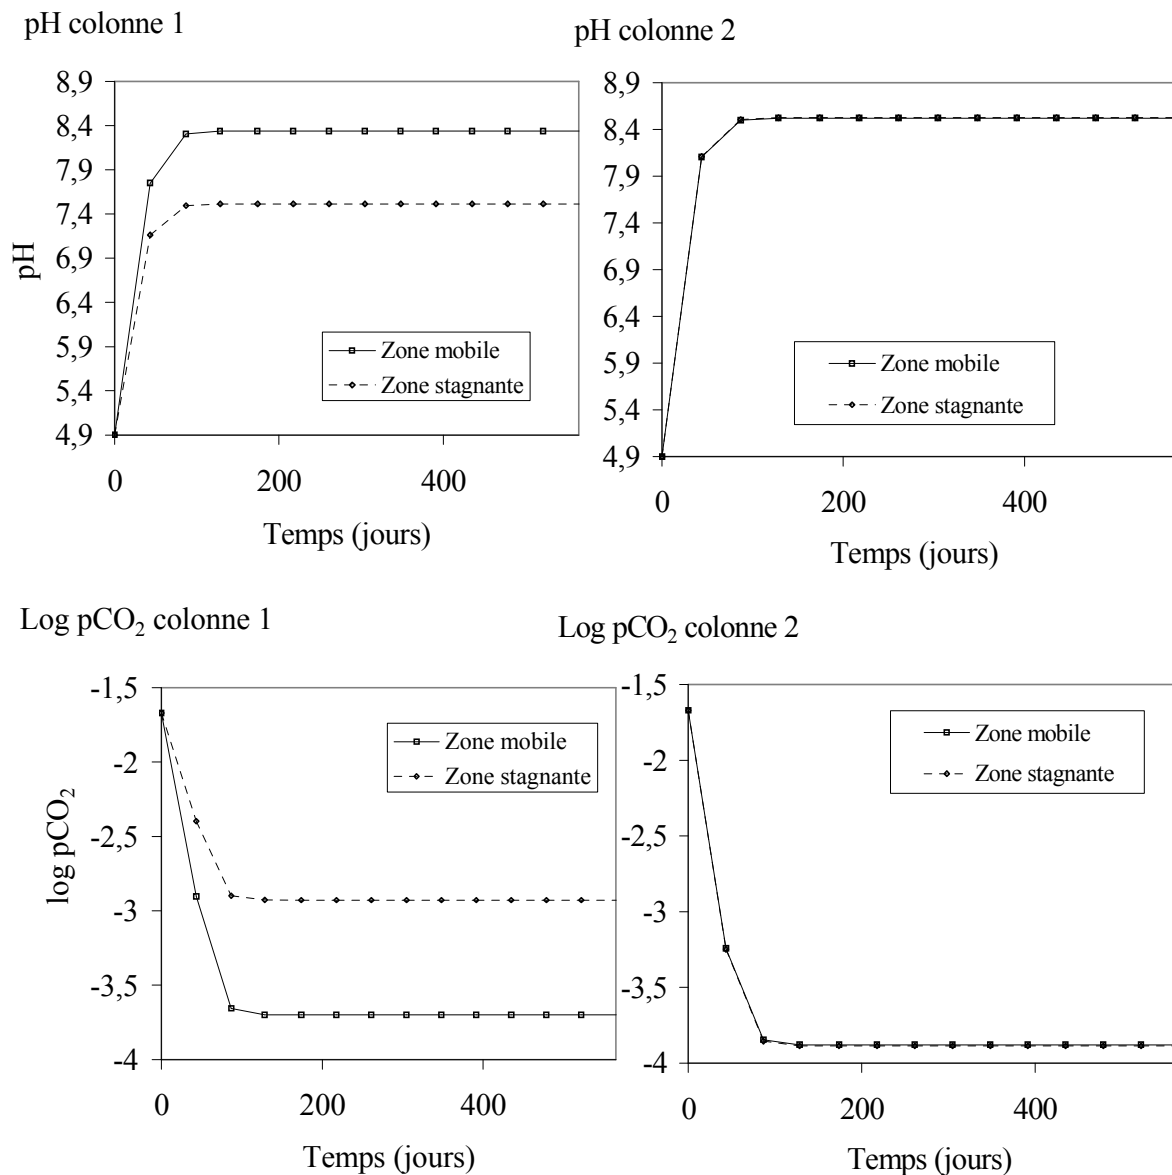 pH colonne 1
pH colonne 2
8,9
8,4
7,9
7,4
6,9
6,4
5,9
5,4
4,9
pH
Zone mobile
Zone stagnante
0
200
400
Temps (jours)
8,9
8,4
7,9
7,4
6,9
6,4
5,9
5,4
4,9
Zone mobile
Zone stagnante
0
200
400
Temps (jours)
Log pCO₂ colonne 1
Log pCO₂ colonne 2
-1,5
-2
-2,5
-3
-3,5
-4
log pCO₂
Zone mobile
Zone stagnante
0
200
400
Temps (jours)
-1,5
-2
-2,5
-3
-3,5
-4
Zone mobile
Zone stagnante
0
200
400
Temps (jours)